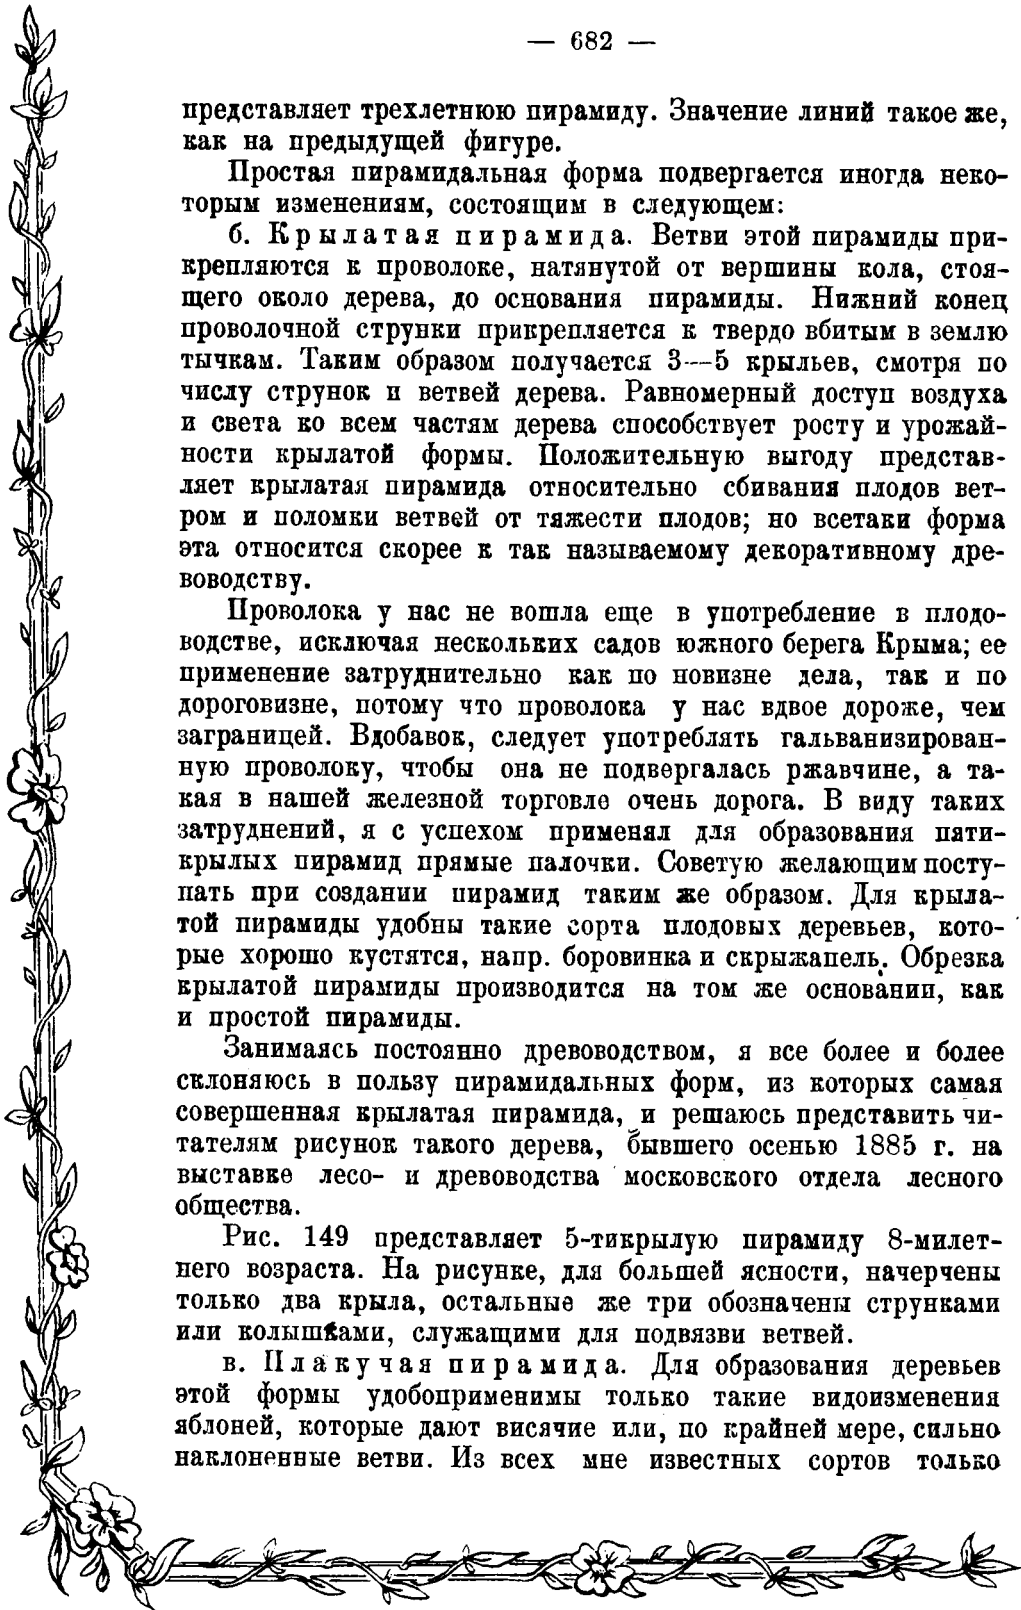 — 682 —
представляет трехлетнюю пирамиду. Значение линий такое же,
как на предыдущей фигуре.
Простая пирамидальная форма подвергается иногда неко-
торым изменениям, состоящим в следующем:
б. Крылатая пирамида. Ветви этой пирамиды при-
крепляются к проволоке, натянутой от вершины кола, стоя-
щего около дерева, до основания пирамиды. Нижний конец
проволочной струнки прикрепляется к твердо вбитым в землю
тычкам. Таким образом получается 3—5 крыльев, смотря по
числу струнок и ветвей дерева. Равномерный доступ воздуха
и света ко всем частям дерева способствует росту и урожай-
ности крылатой формы. Положительную выгоду представ-
ляет крылатая пирамида относительно сбивания плодов вет-
ром и поломки ветвей от тяжести плодов; но всетаки форма
эта относится скорее к так называемому декоративному дре-
воводству.
Проволока у нас не вошла еще в употребление в плодо-
водстве, исключая нескольких садов южного берега Крыма; ее
применение затруднительно как по новизне дела, так и по
дороговизне, потому что проволока у нас вдвое дороже, чем
заграницей. Вдобавок, следует употреблять гальванизирован-
ную проволоку, чтобы она не подвергалась ржавчине, а та-
кая в нашей железной торговле очень дорога. В виду таких
затруднений, я с успехом применял для образования пяти-
крылых пирамид прямые палочки. Советую желающим посту-
пать при создании пирамид таким же образом. Для крыла-
той пирамиды удобны такие сорта плодовых деревьев, кото-
рые хорошо кустятся, напр. боровинка и скрыжапель. Обрезка
крылатой пирамиды производится на том же основании, как
и простой пирамиды.
Занимаясь постоянно древоводством, я все более и более
склоняюсь в пользу пирамидальных форм, из которых самая
совершенная крылатая пирамида, и решаюсь представить чи-
тателям рисунок такого дерева, бывшего осенью 1885 г. на
выставке лесо- и древоводства московского отдела лесного
общества.
Рис. 149 представляет 5-тикрылую пирамиду 8-милет-
него возраста. На рисунке, для большей ясности, начерчены
только два крыла, остальные же три обозначены струнками
или колышками, служащими для подвязви ветвей.
в. Плакучая пирамида. Для образования деревьев
этой формы удобоприменимы только такие видоизменения
яблоней, которые дают висячие или, по крайней мере, сильно
наклоненные ветви. Из всех мне известных сортов только